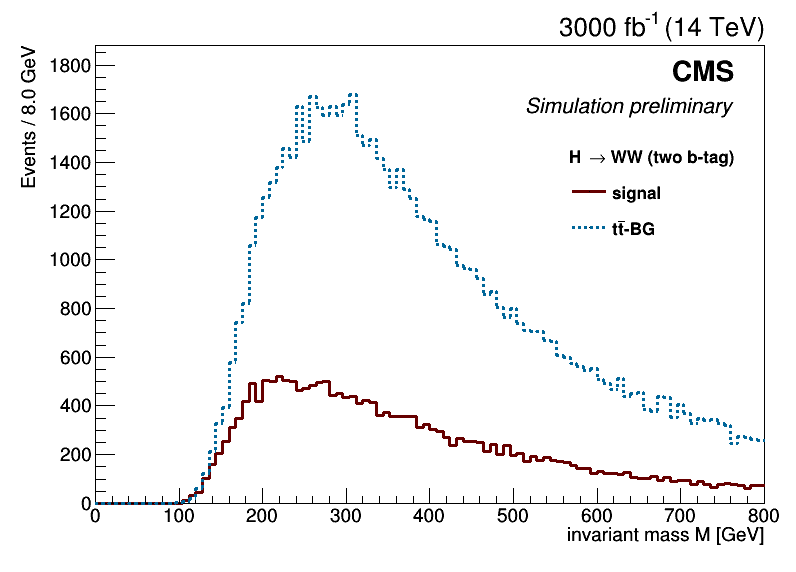 3000 fb-1 (14 TeV)
Events / 8.0 GeV
1800
1600
1400
1200
1000
800
600
400
200
0
CMS
Simulation preliminary
H → WW (two b-tag)
signal
tt̄-BG
0 100 200 300 400 500 600 700 800
invariant mass M [GeV]